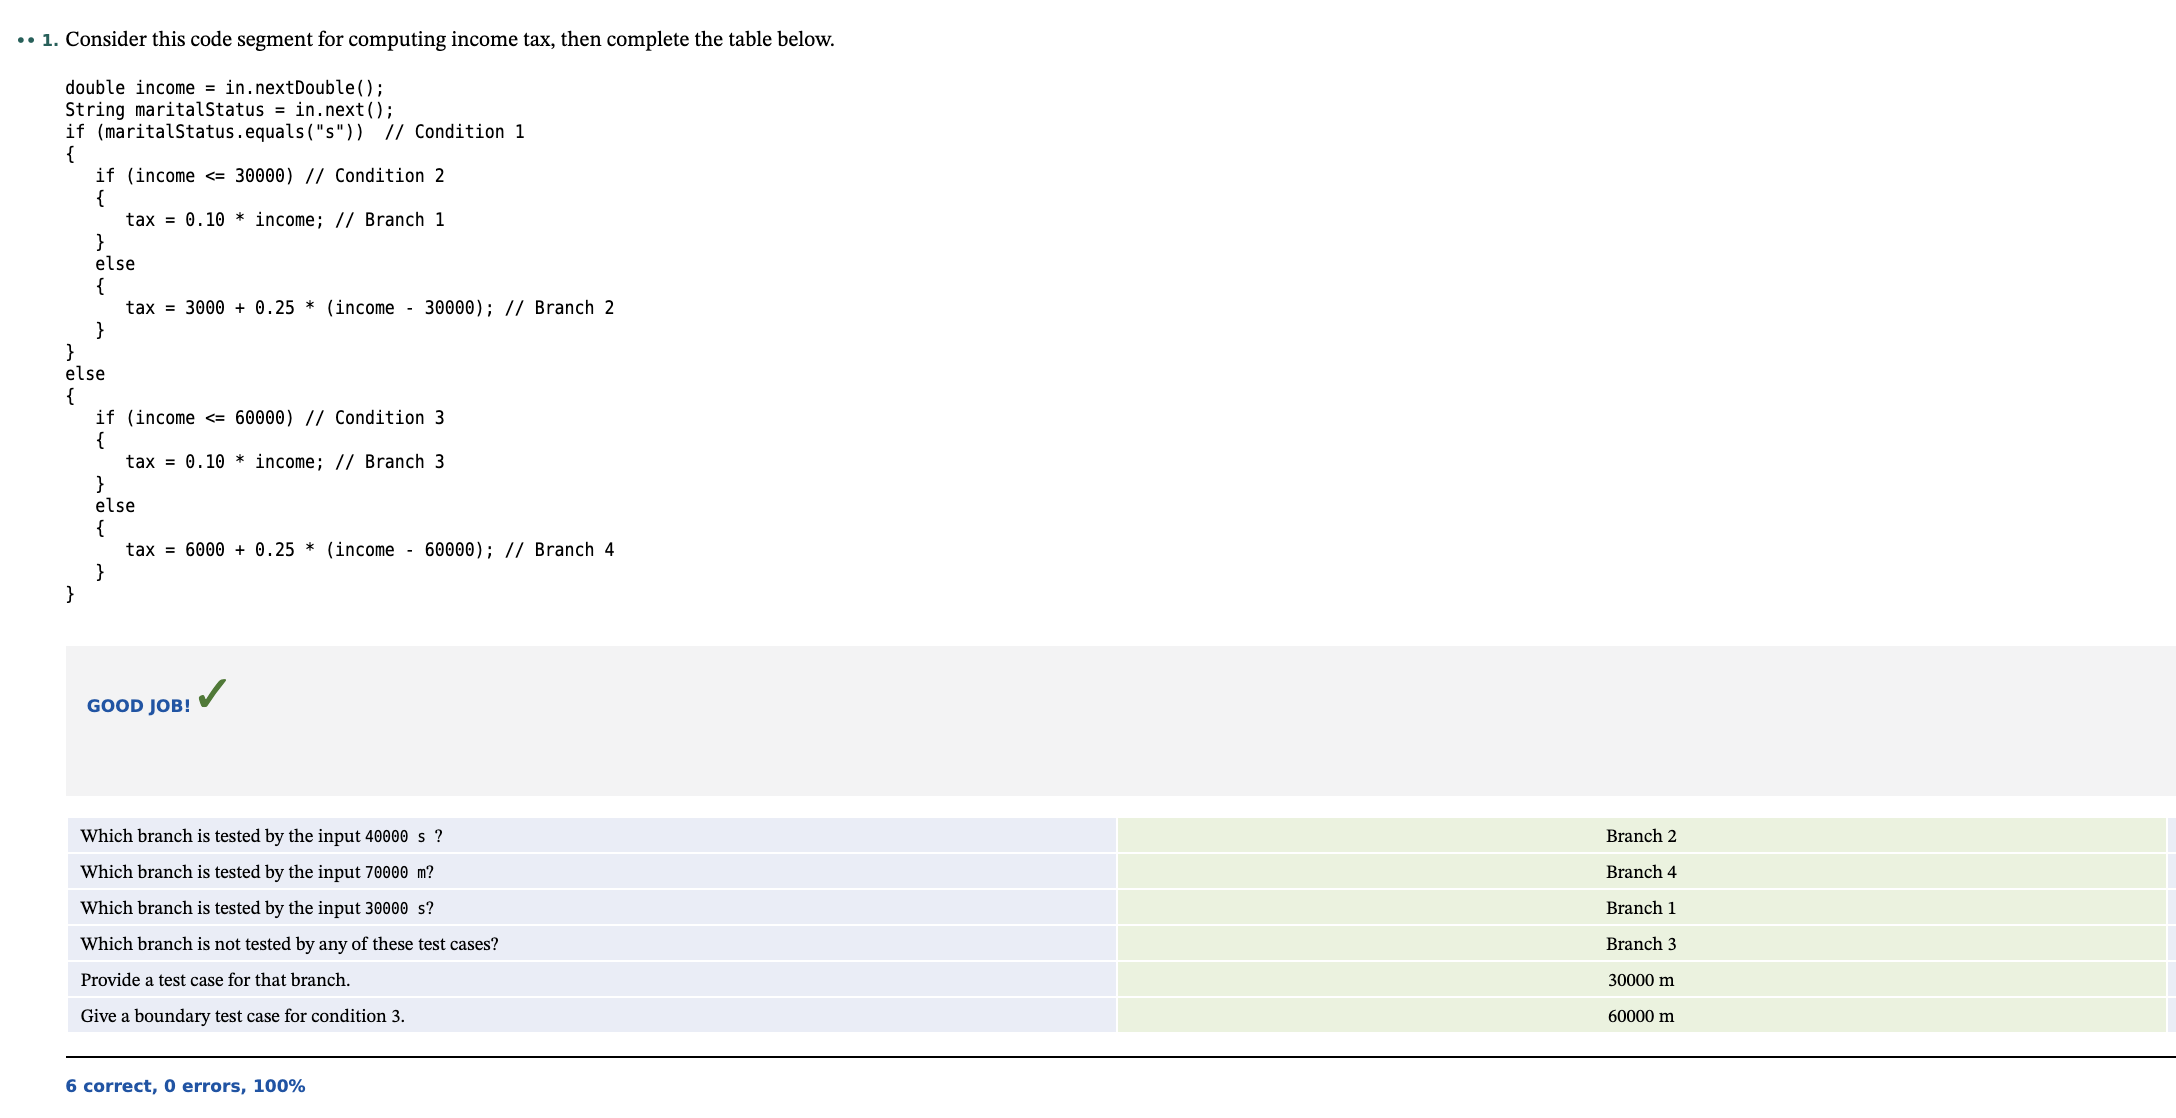 •• 1. Consider this code segment for computing income tax, then complete the table below.
double income = in.nextDouble();
String maritalStatus = in.next();
if (maritalStatus.equals("s"))  // Condition 1
{
   if (income <= 30000) // Condition 2
   {
      tax = 0.10 * income; // Branch 1
   }
   else
   {
      tax = 3000 + 0.25 * (income - 30000); // Branch 2
   }
}
else
{
   if (income <= 60000) // Condition 3
   {
      tax = 0.10 * income; // Branch 3
   }
   else
   {
      tax = 6000 + 0.25 * (income - 60000); // Branch 4
   }
}
GOOD JOB! ✓
Which branch is tested by the input 40000 s ? Branch 2
Which branch is tested by the input 70000 m? Branch 4
Which branch is tested by the input 30000 s? Branch 1
Which branch is not tested by any of these test cases? Branch 3
Provide a test case for that branch. 30000 m
Give a boundary test case for condition 3. 60000 m
6 correct, 0 errors, 100%